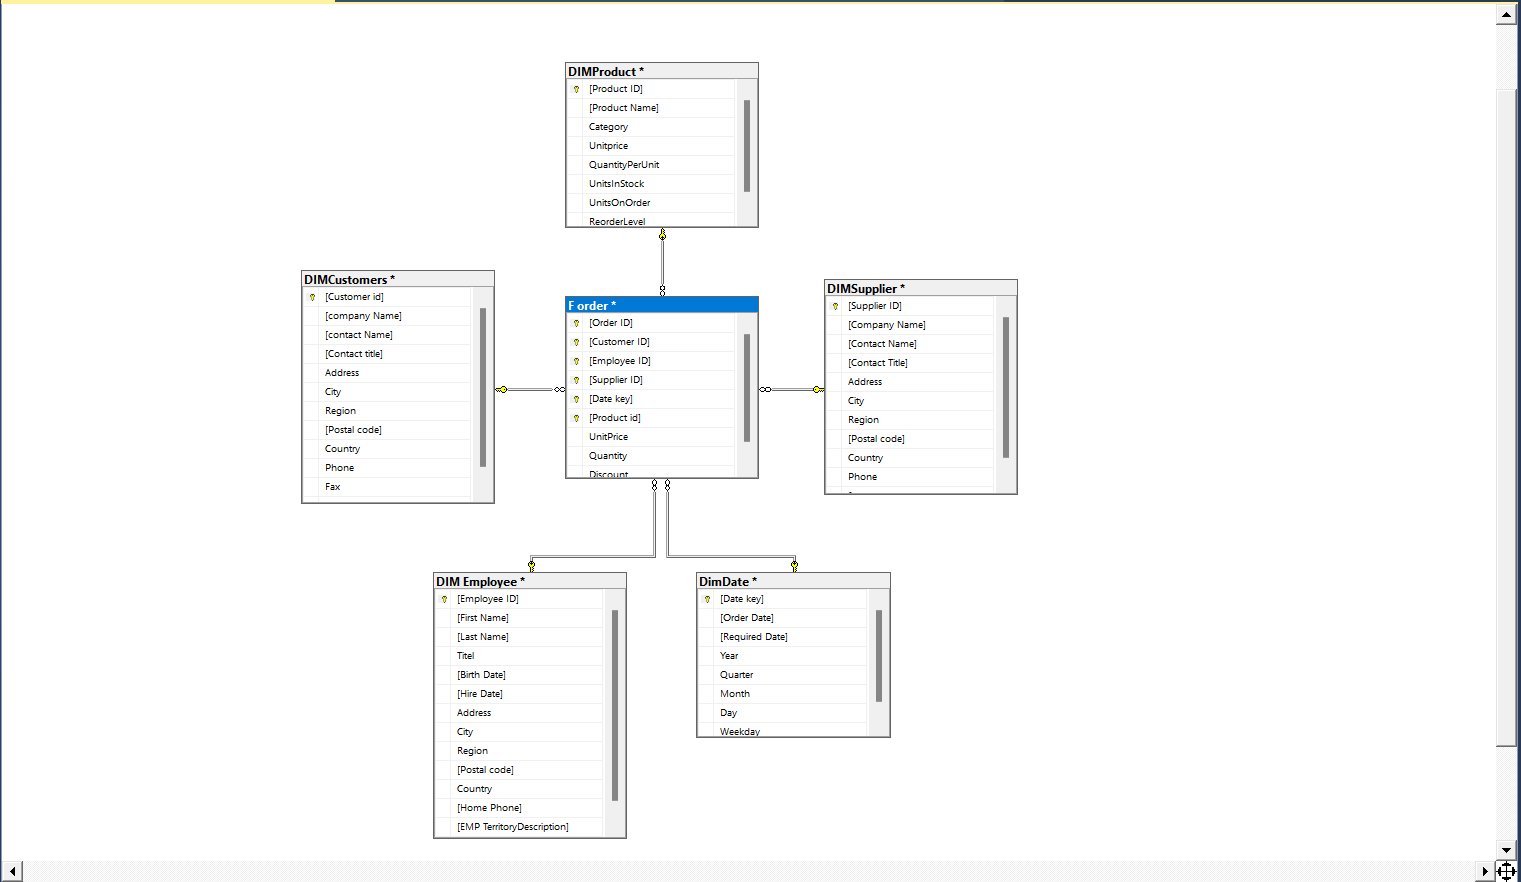 DIMProduct *
[Product ID]
[Product Name]
Category
Unitprice
QuantityPerUnit
UnitsInStock
UnitsOnOrder
ReorderLevel
DIMCustomers *
[Customer id]
[company Name]
[contact Name]
[Contact title]
Address
City
Region
[Postal code]
Country
Phone
Fax
F order *
[Order ID]
[Customer ID]
[Employee ID]
[Supplier ID]
[Date key]
[Product id]
UnitPrice
Quantity
Discount
DIMSupplier *
[Supplier ID]
[Company Name]
[Contact Name]
[Contact Title]
Address
City
Region
[Postal code]
Country
Phone
DIM Employee *
[Employee ID]
[First Name]
[Last Name]
Titel
[Birth Date]
[Hire Date]
Address
City
Region
[Postal code]
Country
[Home Phone]
[EMP TerritoryDescription]
DimDate *
[Date key]
[Order Date]
[Required Date]
Year
Quarter
Month
Day
Weekday